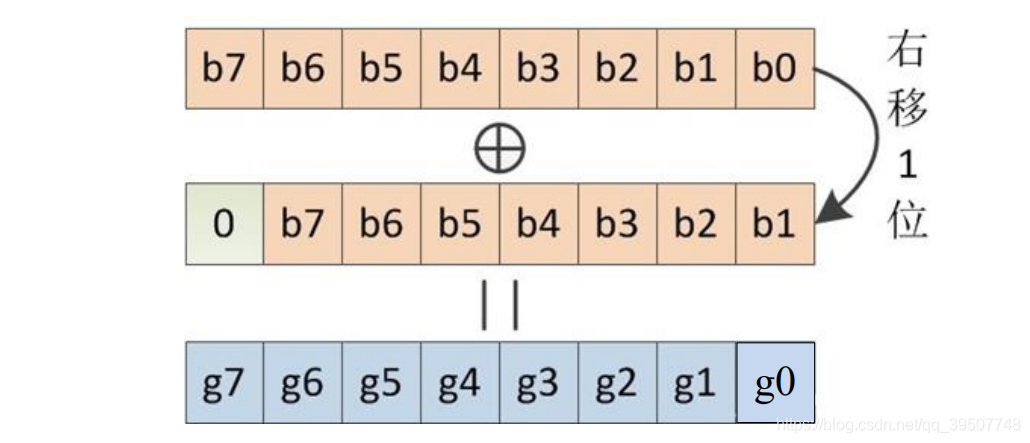 b7 b6 b5 b4 b3 b2 b1 b0
右移1位
⊕
0 b7 b6 b5 b4 b3 b2 b1
g7 g6 g5 g4 g3 g2 g1 g0
https://blog.csdn.net/qq_39507748